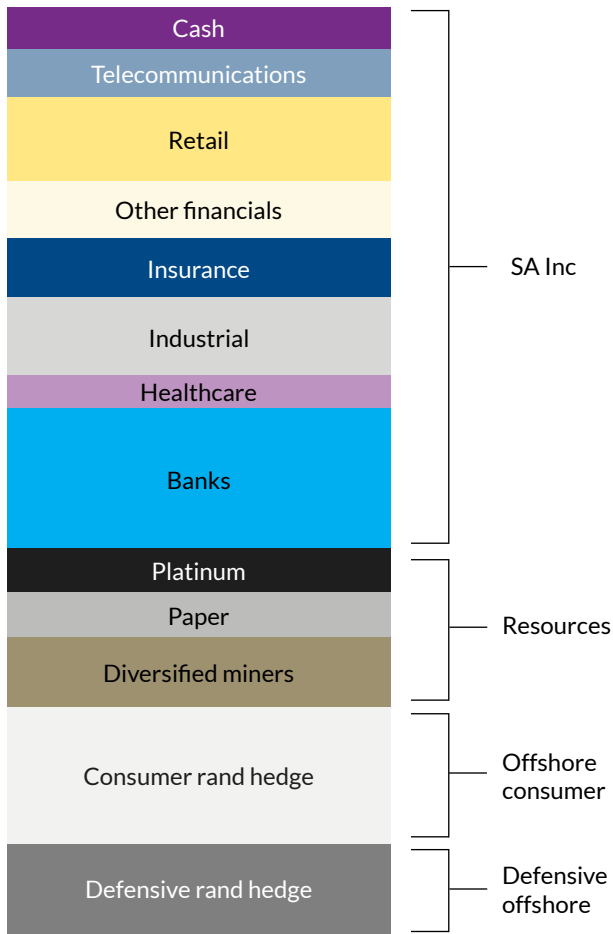 Cash
Telecommunications
Retail
Other financials
Insurance
Industrial
Healthcare
Banks
SA Inc
Platinum
Paper
Diversified miners
Resources
Consumer rand hedge
Offshore
consumer
Defensive rand hedge
Defensive
offshore